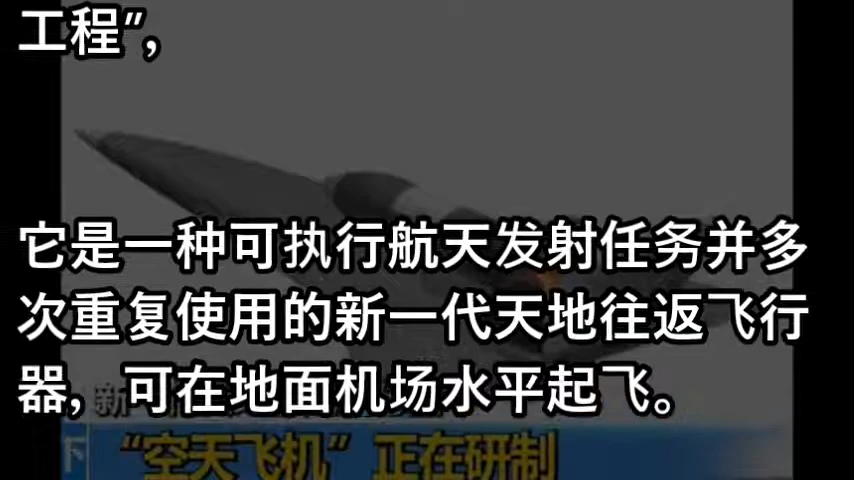 工程”，
它是一种可执行航天发射任务并多
次重复使用的新一代天地往返飞行
器，可在地面机场水平起飞。
新
下
“空天飞机”正在研制